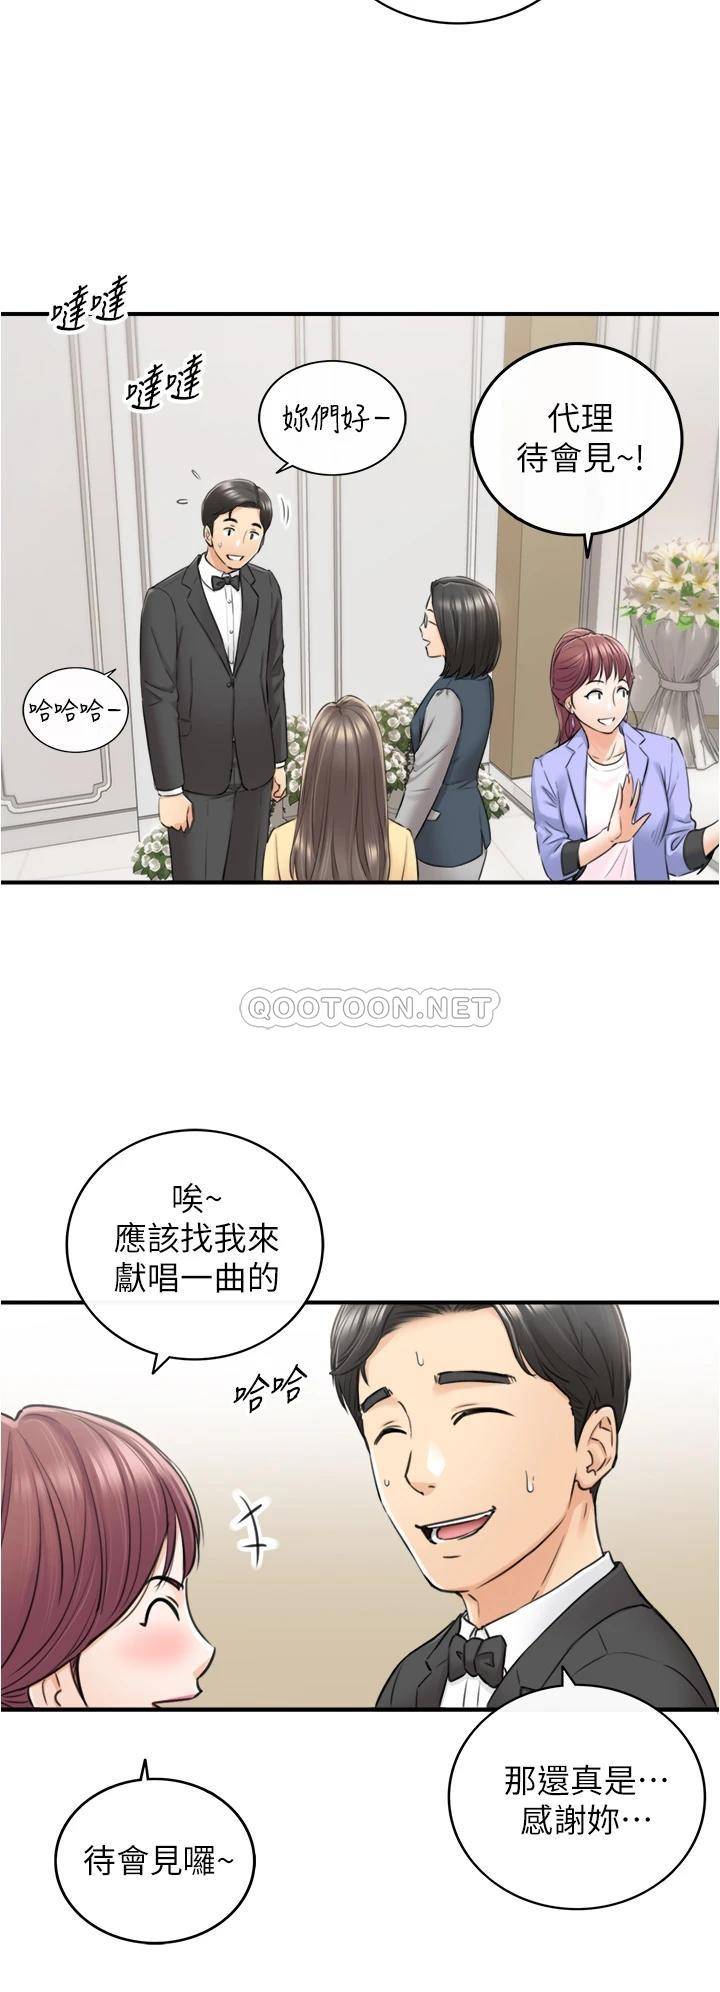 噠噠
噠噠
妳們好–
代理
待會見~!
哈哈哈–
QOOTOON.NET
唉~
應該找我來
獻唱一曲的
哈哈
那還真是…
感謝妳…
待會見囉~